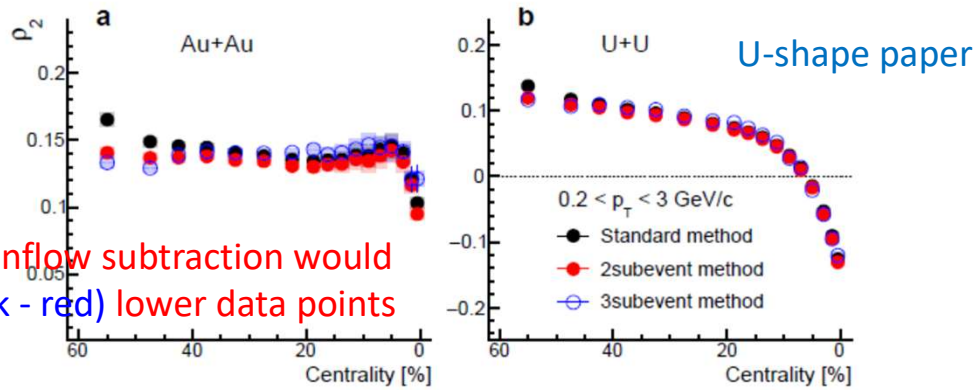 a
b
ρ₂
Au+Au
U+U
U-shape paper
0.2
0.15
0.1
0.05
0.2
0.1
0
−0.1
−0.2
0.2 < p_T < 3 GeV/c
Standard method
2subevent method
3subevent method
nflow subtraction would
k - red) lower data points
60 40 20 0
60 40 20 0
Centrality [%]
Centrality [%]